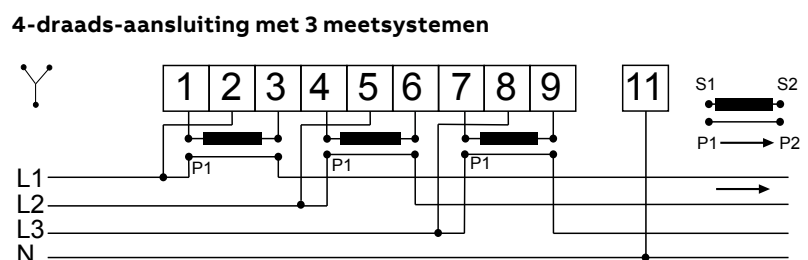 4-draads-aansluiting met 3 meetsystemen
1 2 3 4 5 6 7 8 9 11
S1 S2
P1 P2
P1 P1 P1
L1
L2
L3
N